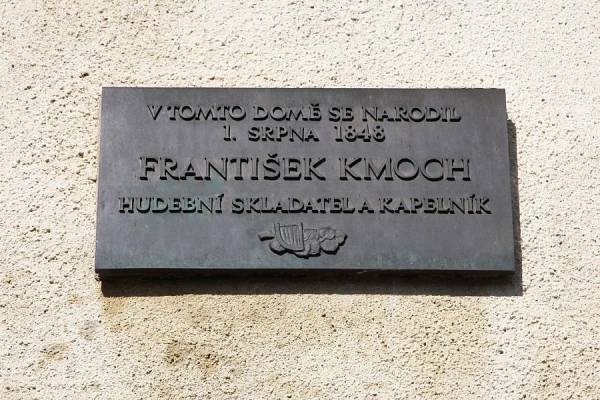 V TOMTO DOMĚ SE NARODIL
1. SRPNA 1848
FRANTIŠEK KMOCH
HUDEBNÍ SKLADATEL A KAPELNÍK